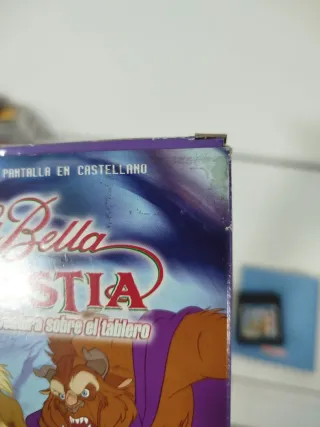 PANTALLA EN CASTELLANO
Bella
STIA
sobre el tablero